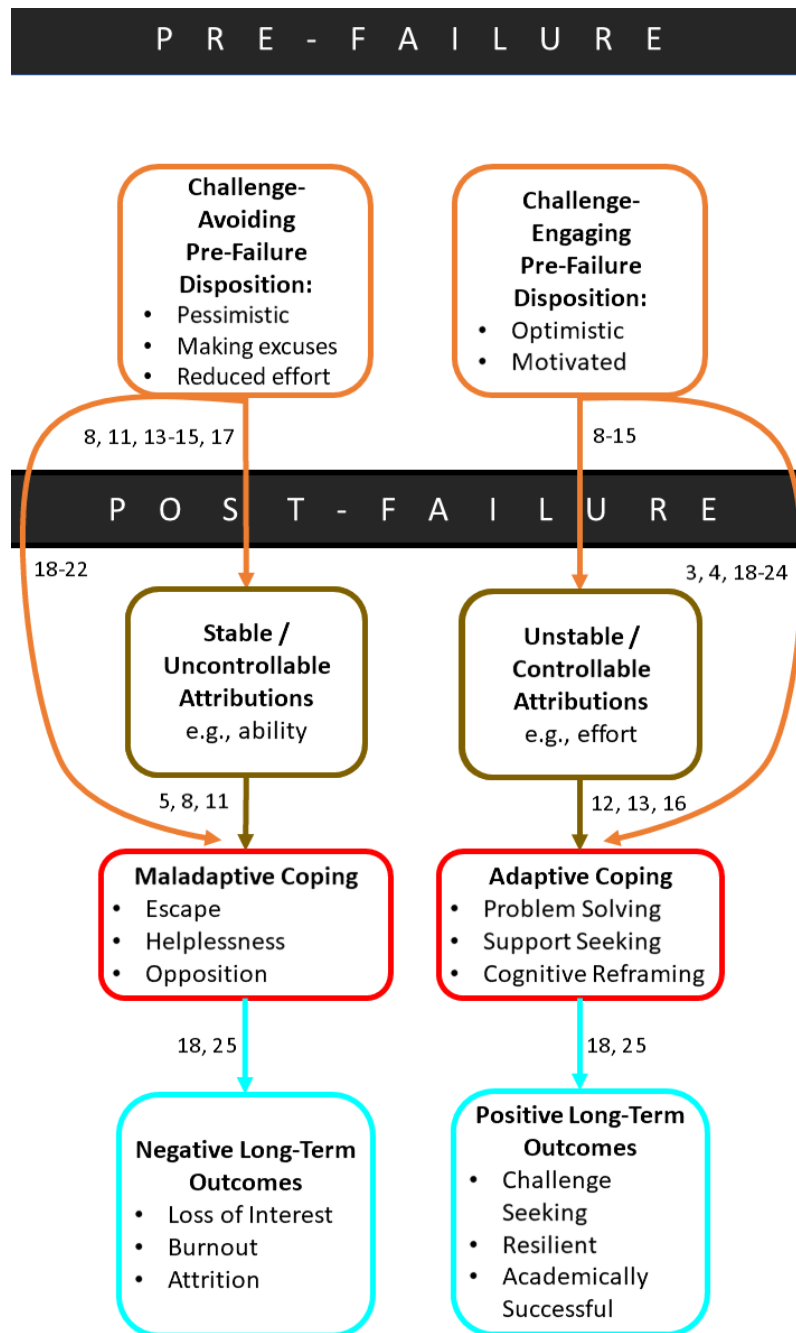 PRE-FAILURE
Challenge-
Avoiding
Pre-Failure
Disposition:
• Pessimistic
• Making excuses
• Reduced effort
Challenge-
Engaging
Pre-Failure
Disposition:
• Optimistic
• Motivated
8, 11, 13-15, 17
8-15
POST-FAILURE
18-22
3, 4, 18-24
Stable /
Uncontrollable
Attributions
e.g., ability
Unstable /
Controllable
Attributions
e.g., effort
5, 8, 11
12, 13, 16
Maladaptive Coping
• Escape
• Helplessness
• Opposition
Adaptive Coping
• Problem Solving
• Support Seeking
• Cognitive Reframing
18, 25
18, 25
Negative Long-Term
Outcomes
• Loss of Interest
• Burnout
• Attrition
Positive Long-Term
Outcomes
• Challenge
Seeking
• Resilient
• Academically
Successful